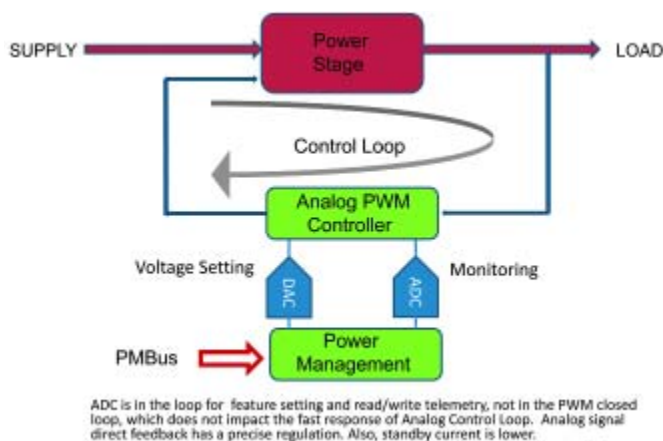 Power
Stage
SUPPLY
LOAD
Control Loop
Analog PWM
Controller
Voltage Setting
Monitoring
DAC
ADC
Power
Management
PMBus
ADC is in the loop for feature setting and read/write telemetry, not in the PWM closed
loop, which does not impact the fast response of Analog Control Loop. Analog signal
direct feedback has a precise regulation. Also, standby current is lower.